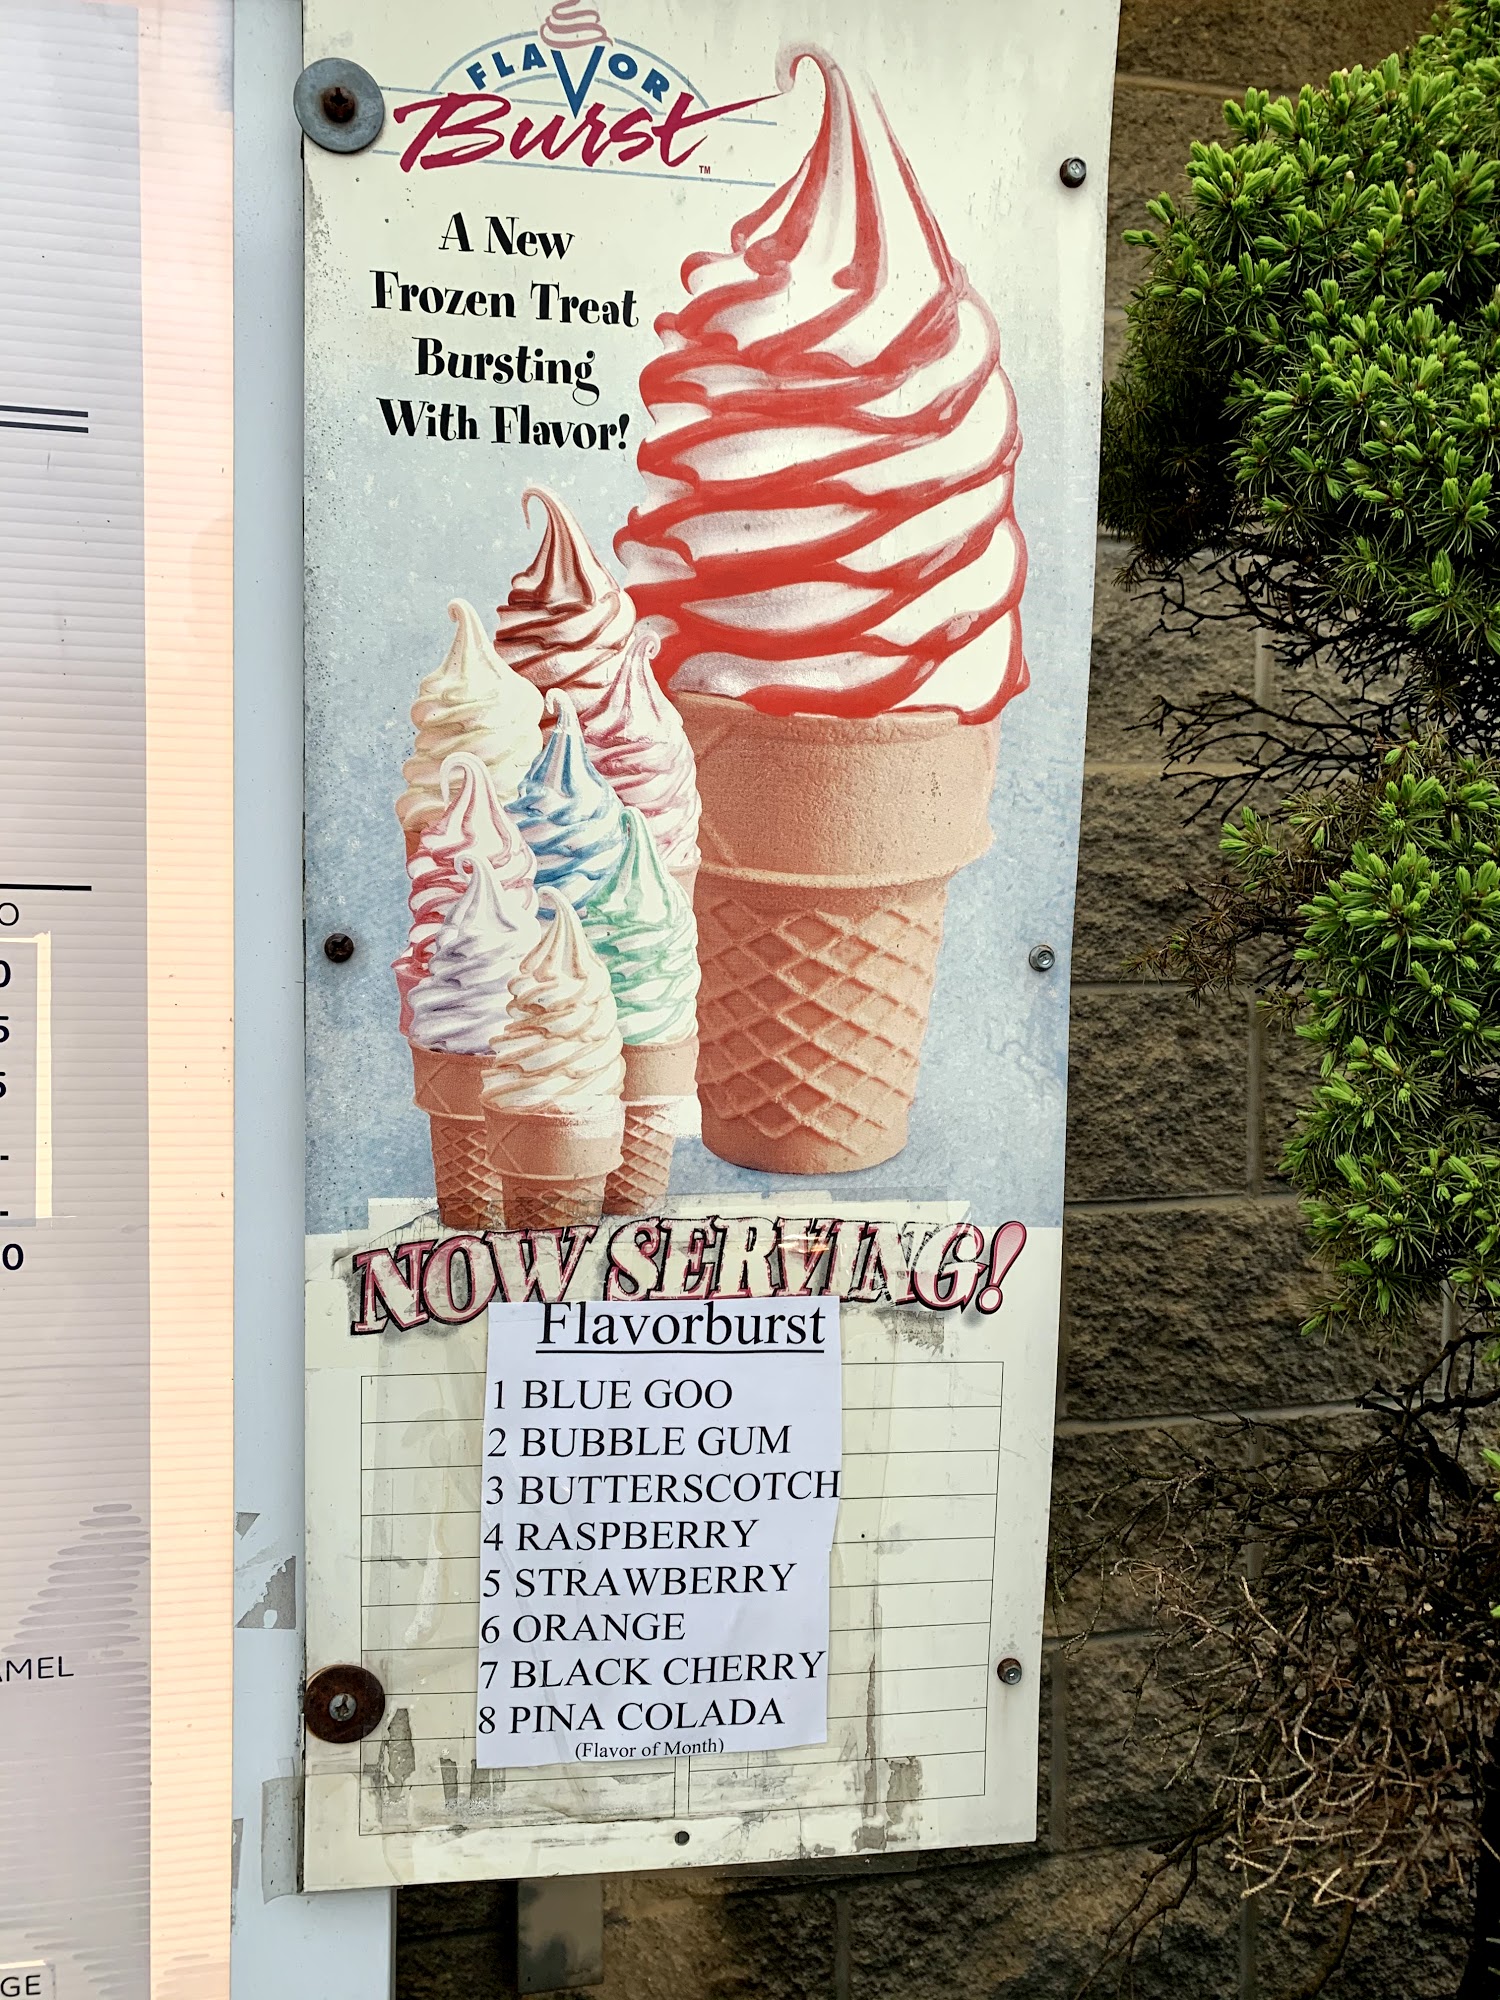 FLAVOR
Burst
TM
A New
Frozen Treat
Bursting
With Flavor!
NOW SERVING!
Flavorburst
1 BLUE GOO
2 BUBBLE GUM
3 BUTTERSCOTCH
4 RASPBERRY
5 STRAWBERRY
6 ORANGE
7 BLACK CHERRY
8 PINA COLADA
(Flavor of Month)